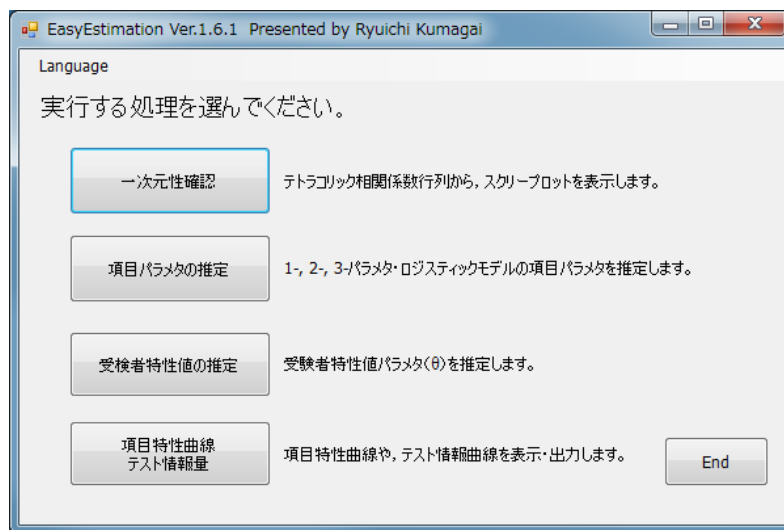 EasyEstimation Ver.1.6.1 Presented by Ryuichi Kumagai
Language
実行する処理を選んでください。
一次元性確認
テトラコリック相関係数行列から，スクリープロットを表示します。
項目パラメタの推定
1-, 2-, 3-パラメタ・ロジスティックモデルの項目パラメタを推定します。
受検者特性値の推定
受験者特性値パラメタ(θ)を推定します。
項目特性曲線
テスト情報量
項目特性曲線や，テスト情報曲線を表示・出力します。
End